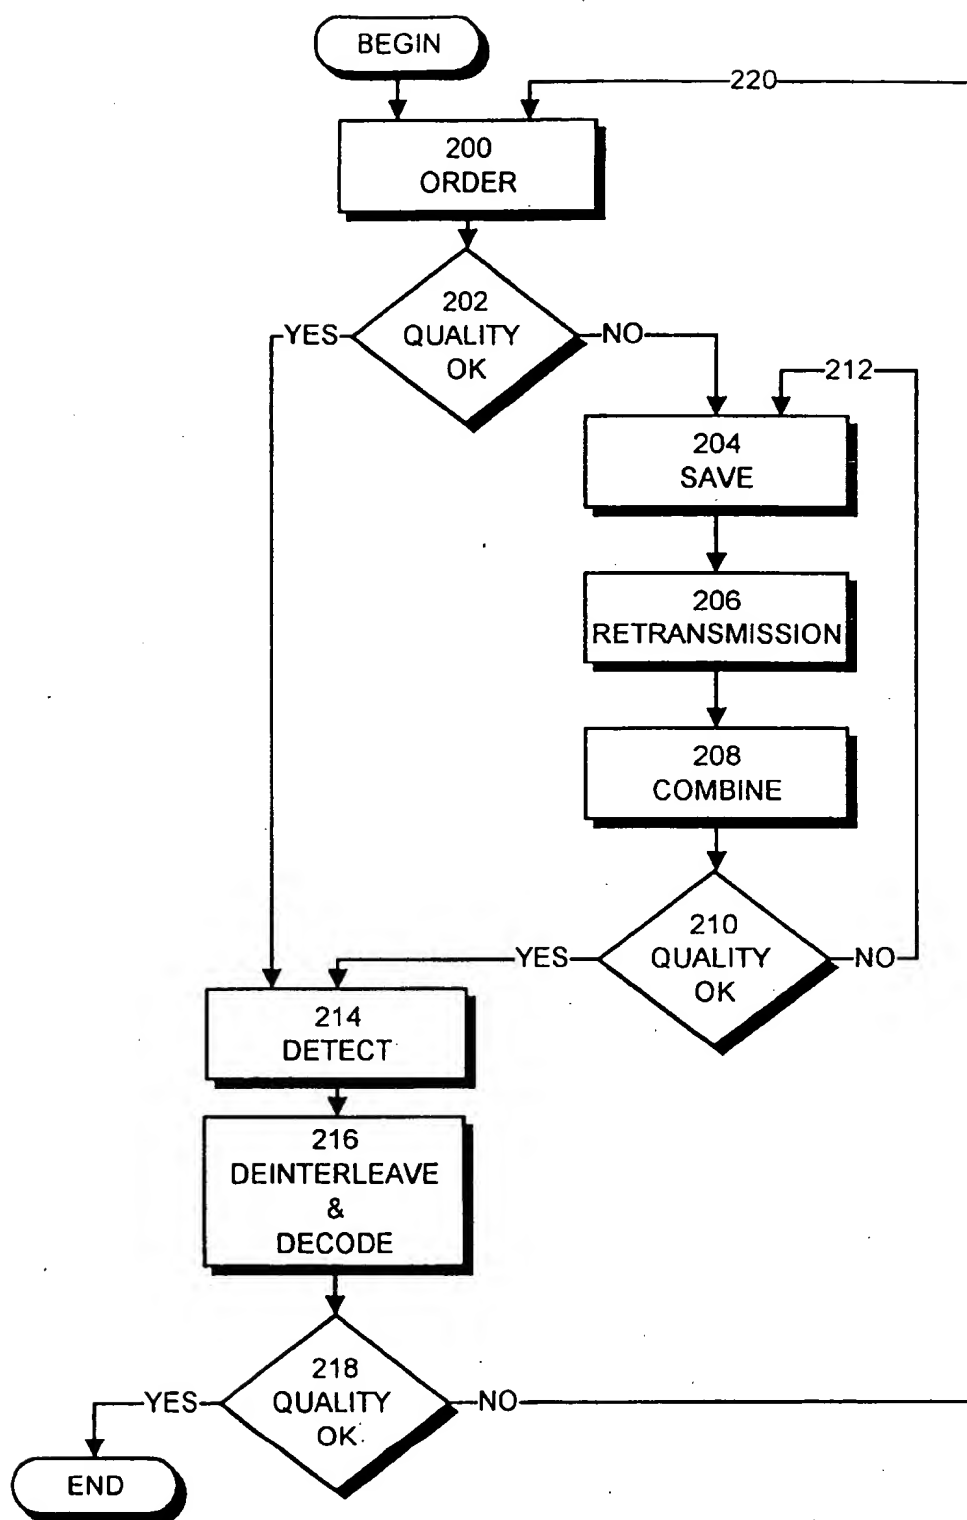 BEGIN
220
200
ORDER
202
QUALITY
OK
YES
NO
212
204
SAVE
206
RETRANSMISSION
208
COMBINE
210
QUALITY
OK
YES
NO
214
DETECT
216
DEINTERLEAVE
&
DECODE
218
QUALITY
OK
YES
NO
END